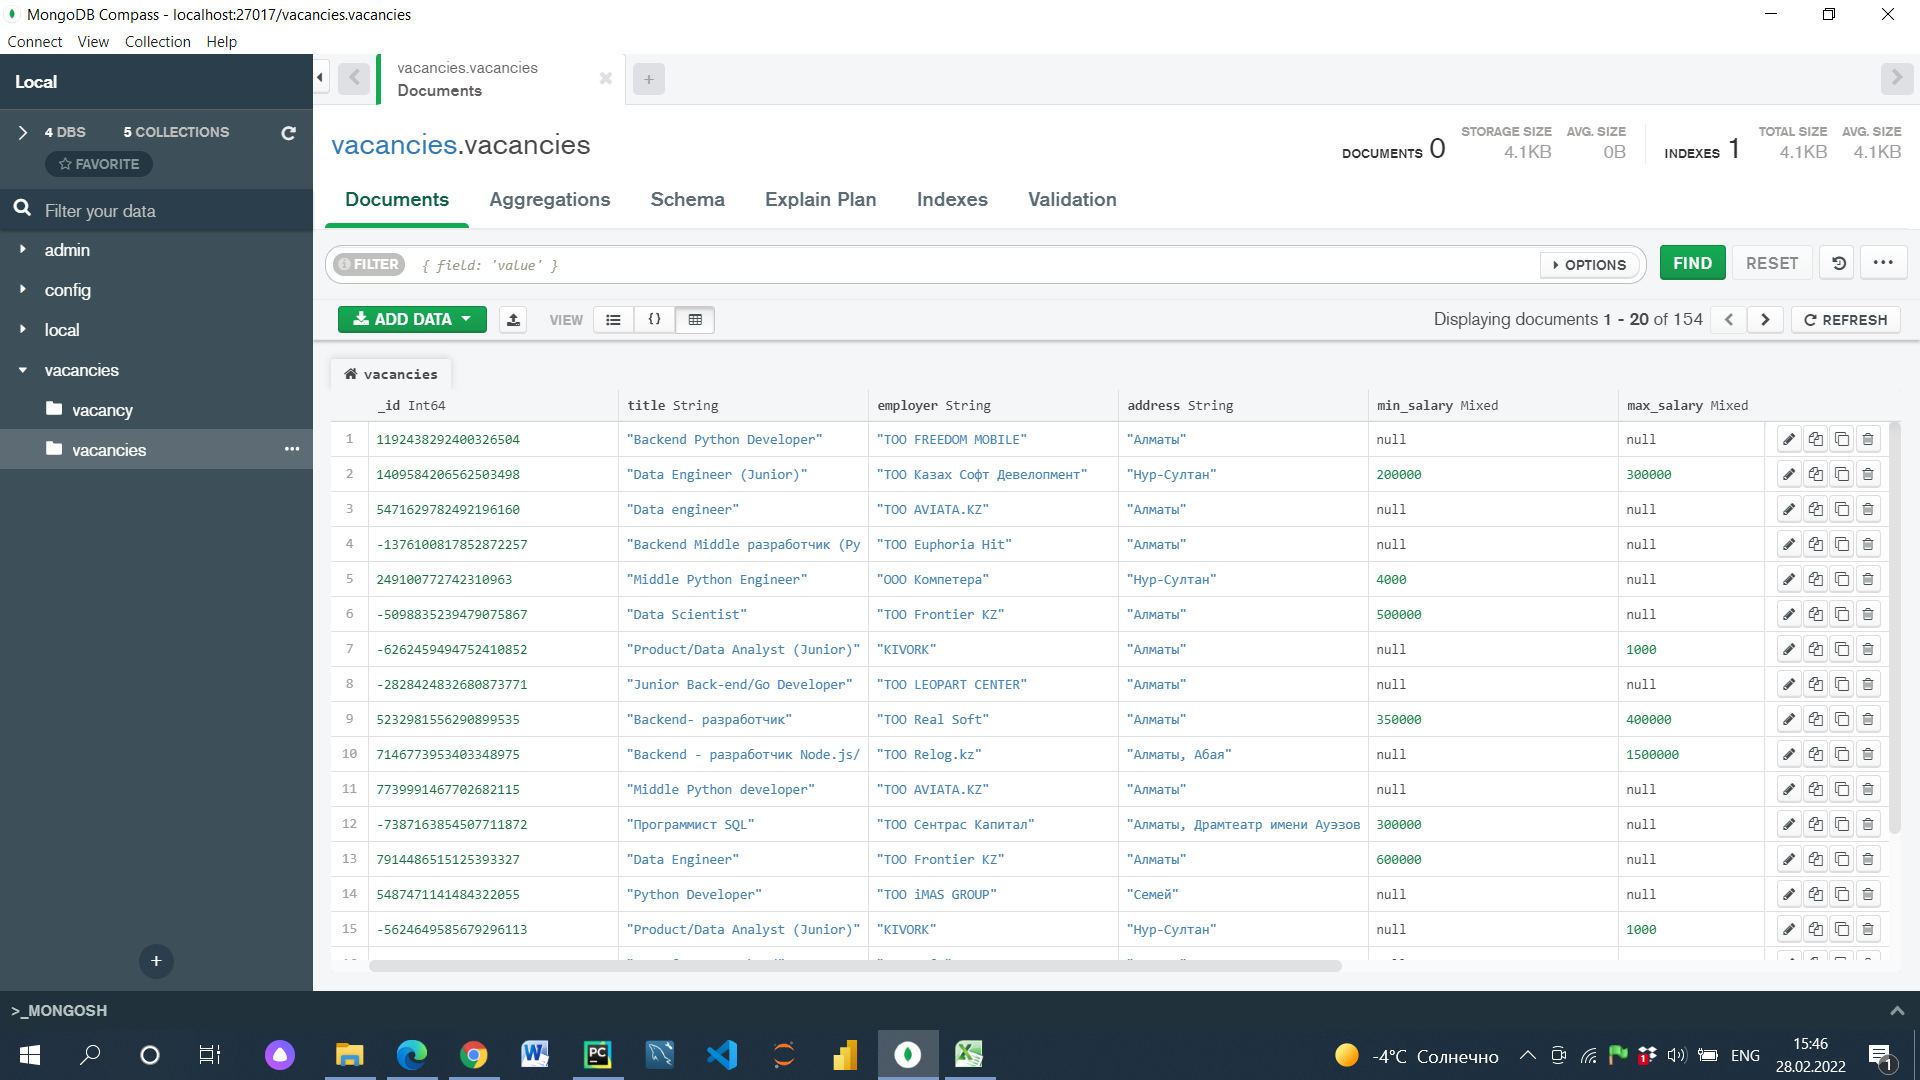 MongoDB Compass - localhost:27017/vacancies.vacancies
Connect View Collection Help
Local
vacancies.vacancies
Documents
4 DBS 5 COLLECTIONS
FAVORITE
Filter your data
admin
config
local
vacancies
vacancy
vacancies
vacancies.vacancies
DOCUMENTS 0 STORAGE SIZE 4.1KB AVG. SIZE 0B INDEXES 1 TOTAL SIZE 4.1KB AVG. SIZE 4.1KB
Documents Aggregations Schema Explain Plan Indexes Validation
FILTER { field: 'value' } OPTIONS FIND RESET
ADD DATA VIEW Displaying documents 1 - 20 of 154 REFRESH
vacancies
_id Int64 title String employer String address String min_salary Mixed max_salary Mixed
1 1192438292400326504 "Backend Python Developer" "ТОО FREEDOM MOBILE" "Алматы" null null
2 1409584206562503498 "Data Engineer (Junior)" "ТОО Казах Софт Девелопмент" "Нур-Султан" 200000 300000
3 5471629782492196160 "Data engineer" "ТОО AVIATA.KZ" "Алматы" null null
4 -1376100817852872257 "Backend Middle разработчик (Py "ТОО Euphoria Hit" "Алматы" null null
5 249100772742310963 "Middle Python Engineer" "ООО Компетера" "Нур-Султан" 4000 null
6 -5098835239479075867 "Data Scientist" "ТОО Frontier KZ" "Алматы" 500000 null
7 -6262459494752410852 "Product/Data Analyst (Junior)" "KIVORK" "Алматы" null 1000
8 -2828424832680873771 "Junior Back-end/Go Developer" "ТОО LEOPART CENTER" "Алматы" null null
9 5232981556290899535 "Backend- разработчик" "ТОО Real Soft" "Алматы" 350000 400000
10 7146773953403348975 "Backend - разработчик Node.js/ "ТОО Relog.kz" "Алматы, Абая" null 1500000
11 7739991467702682115 "Middle Python developer" "ТОО AVIATA.KZ" "Алматы" null null
12 -7387163854507711872 "Программист SQL" "ТОО Сентрас Капитал" "Алматы, Драмтеатр имени Ауэзов 300000 null
13 7914486515125393327 "Data Engineer" "ТОО Frontier KZ" "Алматы" 600000 null
14 5487471141484322055 "Python Developer" "ТОО iMAS GROUP" "Семей" null null
15 -5624649585679296113 "Product/Data Analyst (Junior)" "KIVORK" "Нур-Султан" null 1000
>_MONGOSH
-4°C Солнечно ENG 15:46
28.02.2022
1